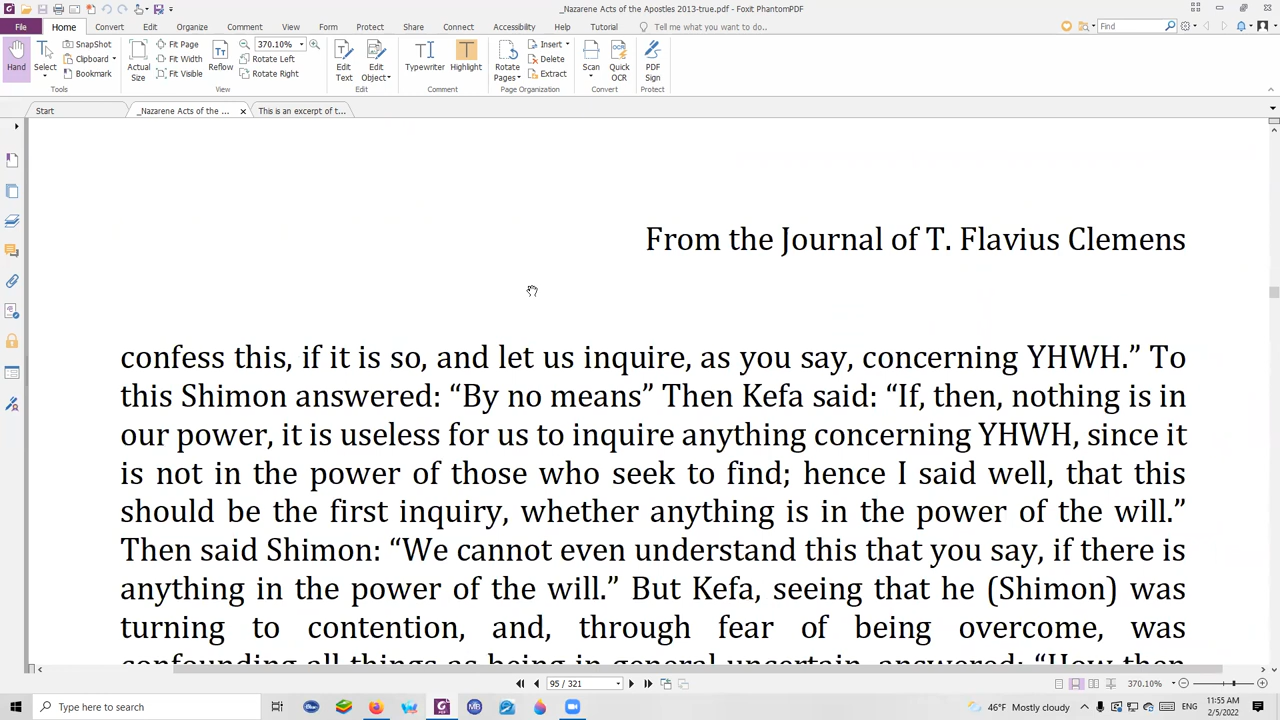 _Nazarene Acts of the Apostles 2013-true.pdf - Foxit PhantomPDF
File Home Convert Edit Organize Comment View Form Protect Share Connect Accessibility Help Tutorial Tell me what you want to do... Find
Hand Select SnapShot Clipboard Bookmark
Actual Size Fit Page Fit Width Fit Visible Reflow 370.10% Rotate Left Rotate Right
Edit Text Edit Object Typewriter Highlight Rotate Pages Insert Delete Extract Scan Quick OCR PDF Sign
Tools View Edit Comment Page Organization Convert Protect
Start _Nazarene Acts of the ... This is an excerpt of t...
From the Journal of T. Flavius Clemens
confess this, if it is so, and let us inquire, as you say, concerning YHWH.” To
this Shimon answered: “By no means” Then Kefa said: “If, then, nothing is in
our power, it is useless for us to inquire anything concerning YHWH, since it
is not in the power of those who seek to find; hence I said well, that this
should be the first inquiry, whether anything is in the power of the will.”
Then said Shimon: “We cannot even understand this that you say, if there is
anything in the power of the will.” But Kefa, seeing that he (Shimon) was
turning to contention, and, through fear of being overcome, was
confounding all things as being in general uncertain, answered: “How then
95 / 321 370.10%
Type here to search
46°F Mostly cloudy
11:55 AM
2/5/2022